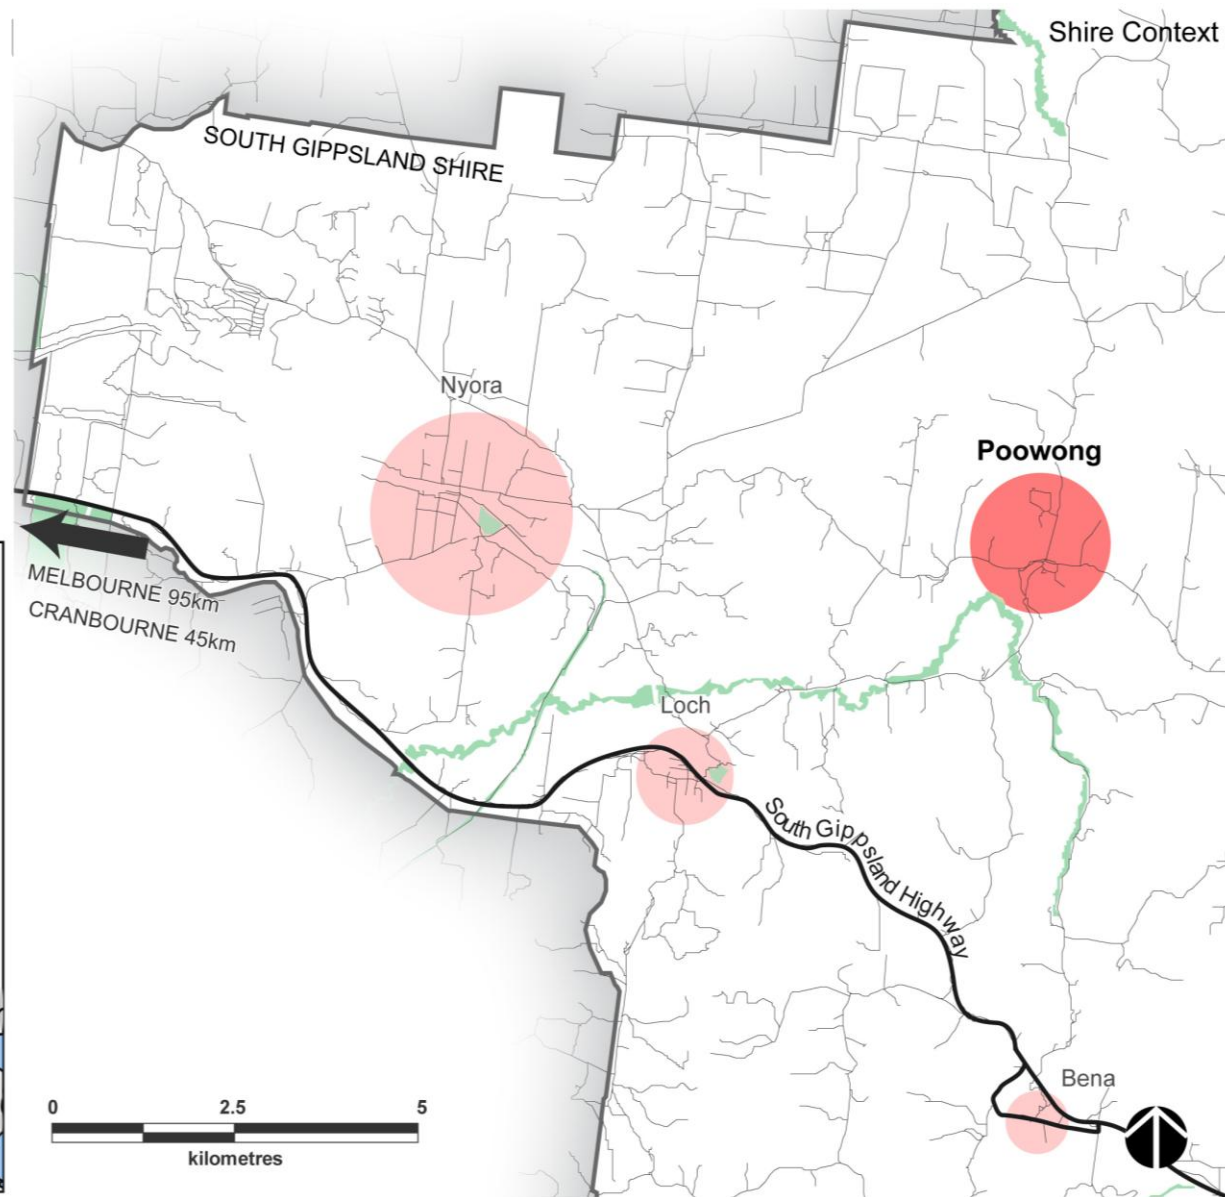 Shire Context
SOUTH GIPPSLAND SHIRE
Nyora
Poowong
MELBOURNE 95km
CRANBOURNE 45km
Loch
South Gippsland Highway
Bena
0 2.5 5
kilometres